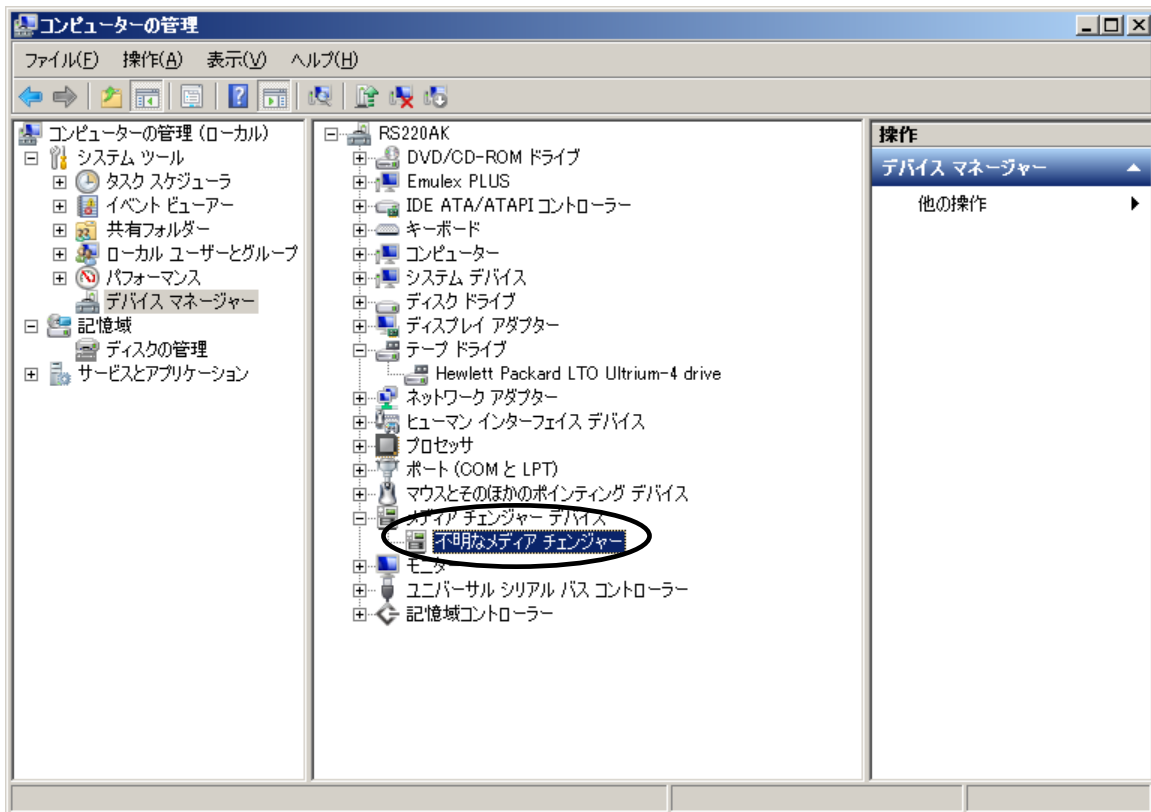 コンピューターの管理
ファイル(F) 操作(A) 表示(V) ヘルプ(H)
コンピューターの管理 (ローカル)
システム ツール
タスク スケジューラ
イベント ビューアー
共有フォルダー
ローカル ユーザーとグループ
パフォーマンス
デバイス マネージャー
記憶域
ディスクの管理
サービスとアプリケーション
RS220AK
DVD/CD-ROM ドライブ
Emulex PLUS
IDE ATA/ATAPI コントローラー
キーボード
コンピューター
システム デバイス
ディスク ドライブ
ディスプレイ アダプター
テープ ドライブ
Hewlett Packard LTO Ultrium-4 drive
ネットワーク アダプター
ヒューマン インターフェイス デバイス
プロセッサ
ポート (COM と LPT)
マウスとそのほかのポインティング デバイス
メディア チェンジャー デバイス
不明なメディア チェンジャー
モニター
ユニバーサル シリアル バス コントローラー
記憶域コントローラー
操作
デバイス マネージャー
他の操作